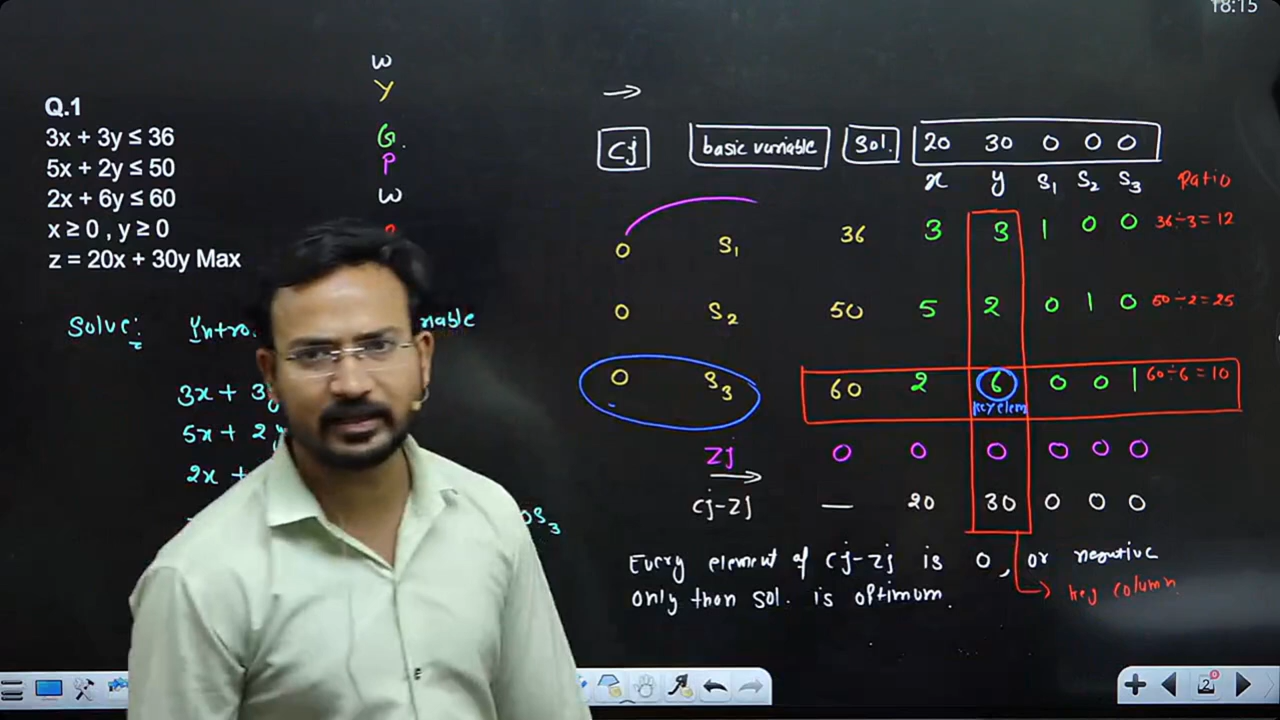 18:15
Q.1
3x + 3y ≤ 36
5x + 2y ≤ 50
2x + 6y ≤ 60
x ≥ 0 , y ≥ 0
z = 20x + 30y Max
W
Y
G.
P
W
Solve:
3x + 3y
5x + 2y
2x +
0S3
Cj basic variable Sol. 20 30 0 0 0
x y S1 S2 S3 Ratio
0 S1 36 3 3 1 0 0 36÷3=12
0 S2 50 5 2 0 1 0 50÷2=25
0 S3 60 2 6 0 0 1 60÷6=10
key elem
Zj 0 0 0 0 0 0
Cj-Zj — 20 30 0 0 0
Every element of Cj-Zj is 0, or negative
only than sol. is optimum.
key column
2